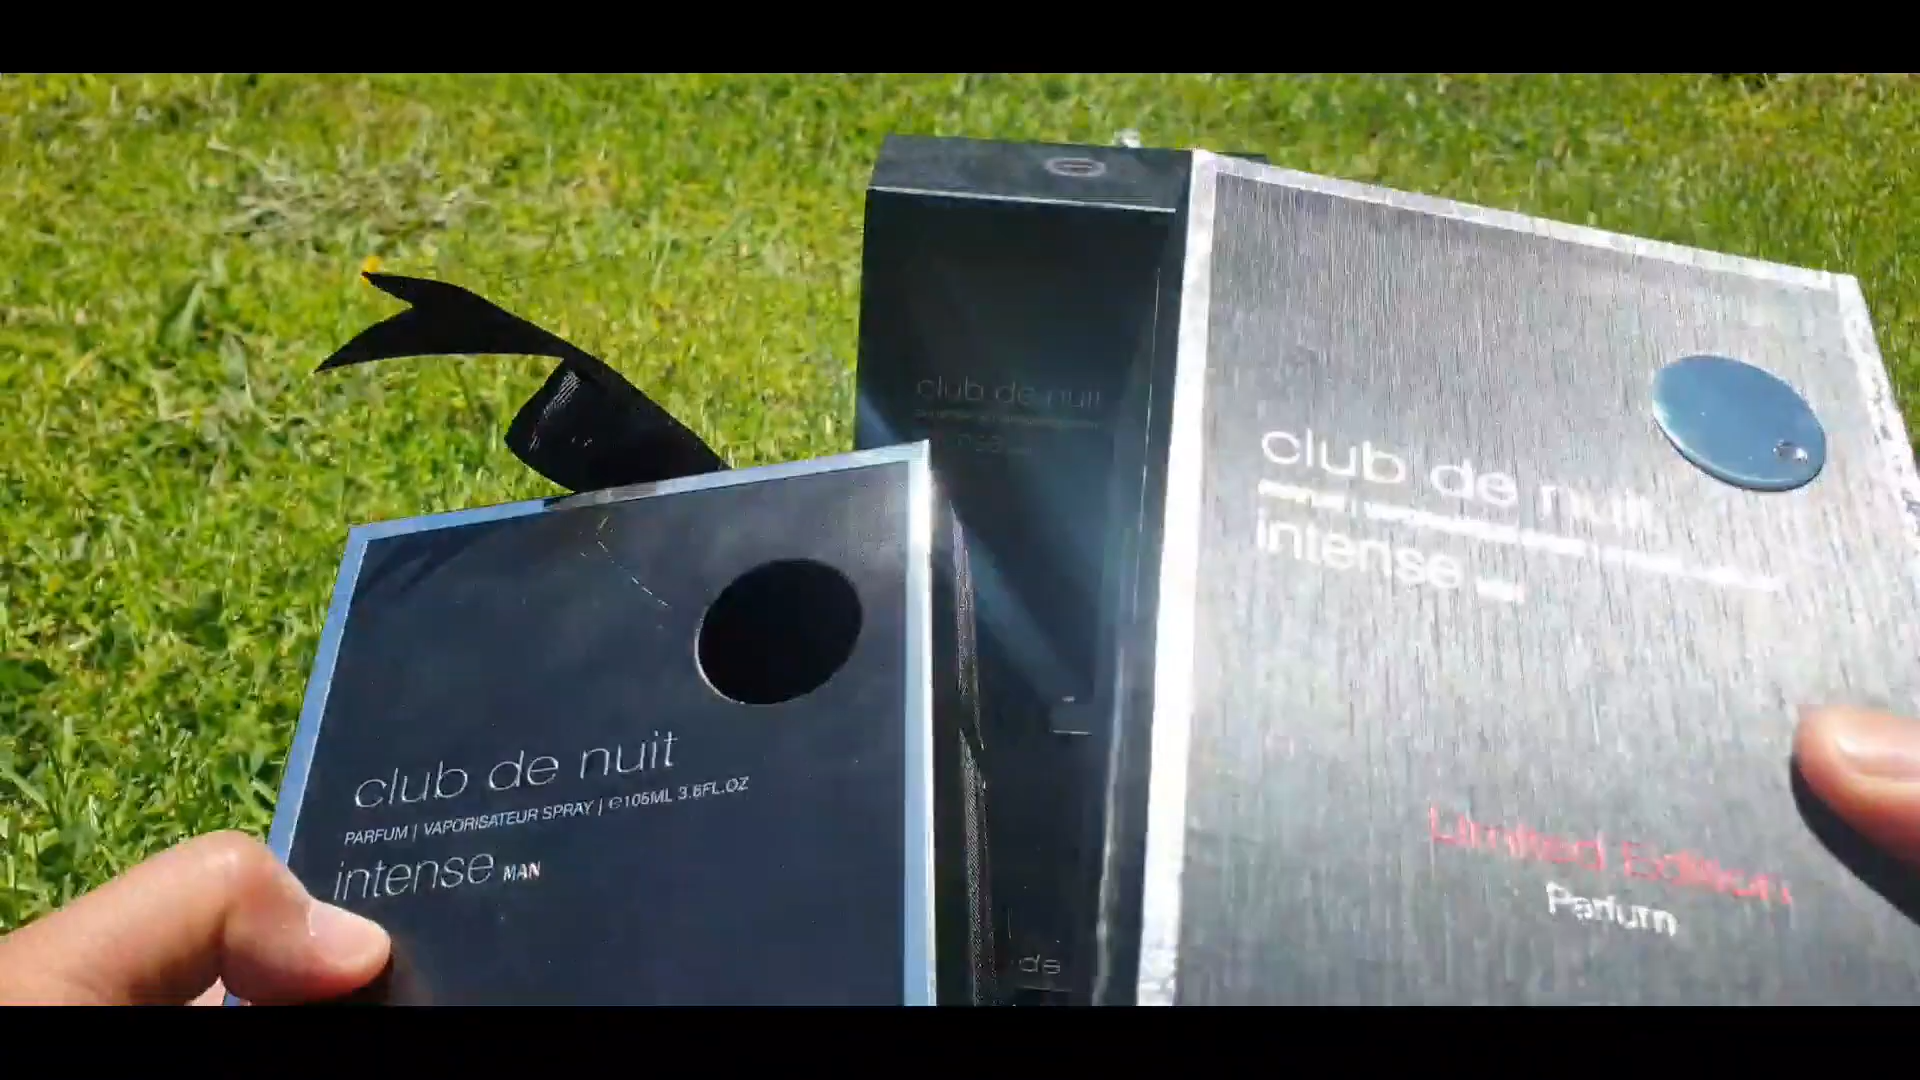 club de nuit
PARFUM | VAPORISATEUR SPRAY | ℮105ML 3.6FL.OZ
intense MAN
club de nuit
de
club de nuit
intense
Limited Edition
Parfum